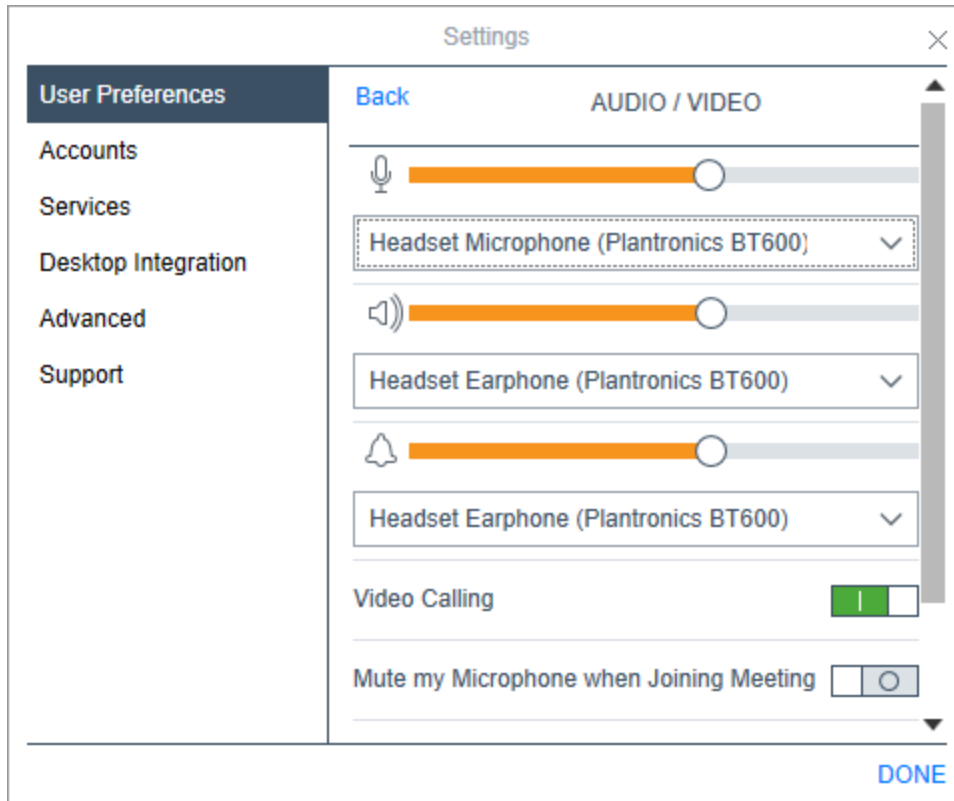 Settings
User Preferences
Accounts
Services
Desktop Integration
Advanced
Support
Back
AUDIO / VIDEO
Headset Microphone (Plantronics BT600)
Headset Earphone (Plantronics BT600)
Headset Earphone (Plantronics BT600)
Video Calling
Mute my Microphone when Joining Meeting
DONE